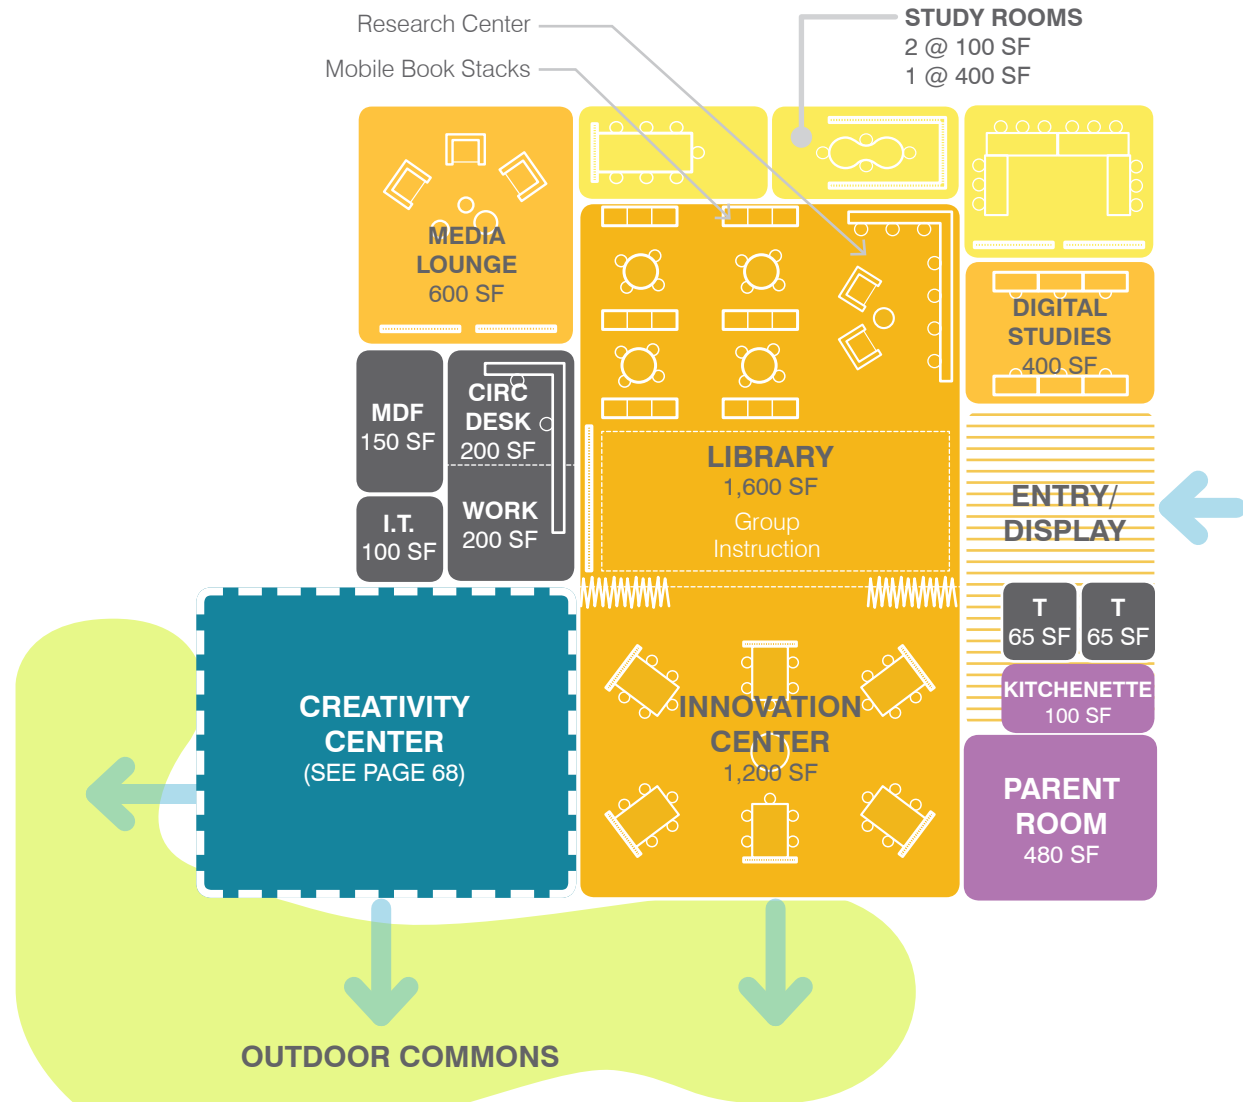 Research Center
Mobile Book Stacks
STUDY ROOMS
2 @ 100 SF
1 @ 400 SF
MEDIA
LOUNGE
600 SF
DIGITAL
STUDIES
400 SF
MDF
150 SF
CIRC
DESK
200 SF
I.T.
100 SF
WORK
200 SF
LIBRARY
1,600 SF
Group
Instruction
ENTRY/
DISPLAY
T
65 SF
T
65 SF
KITCHENETTE
100 SF
CREATIVITY
CENTER
(SEE PAGE 68)
INNOVATION
CENTER
1,200 SF
PARENT
ROOM
480 SF
OUTDOOR COMMONS